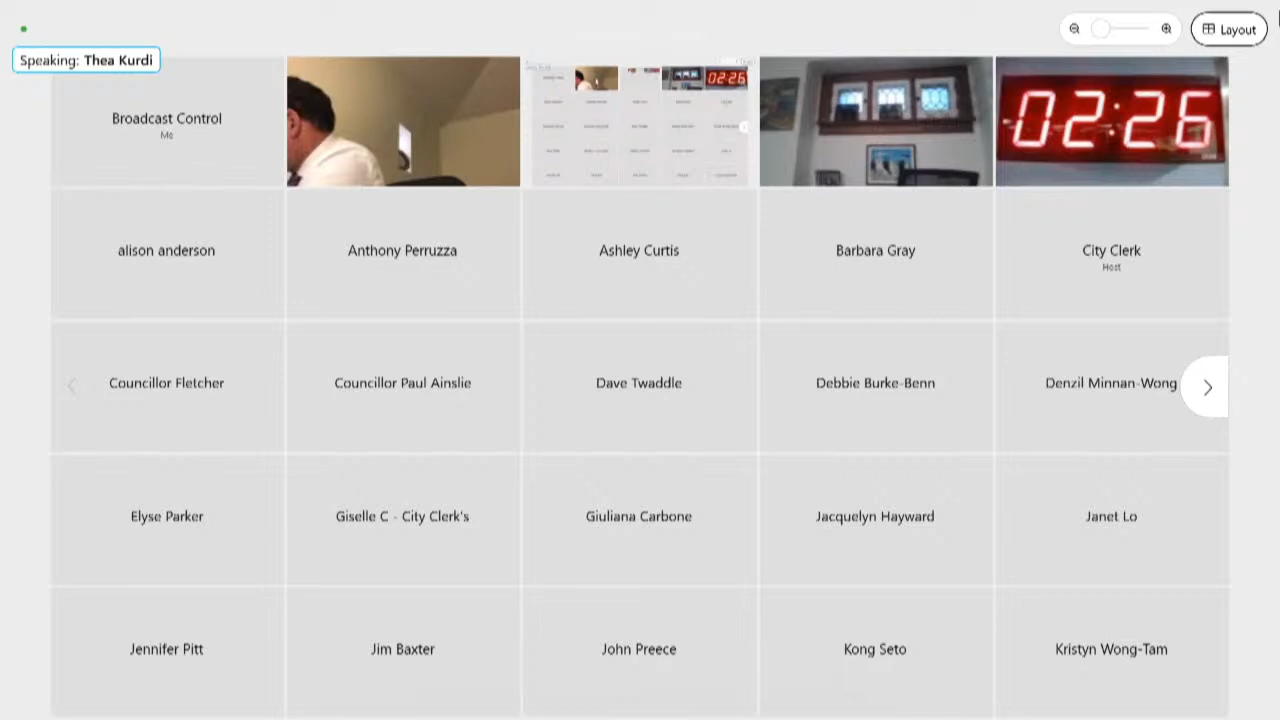 Layout
Speaking: Thea Kurdi
Broadcast Control
Me
02:26
02:26
alison anderson
Anthony Perruzza
Ashley Curtis
Barbara Gray
City Clerk
Host
Councillor Fletcher
Councillor Paul Ainslie
Dave Twaddle
Debbie Burke-Benn
Denzil Minnan-Wong
Elyse Parker
Giselle C - City Clerk's
Giuliana Carbone
Jacquelyn Hayward
Janet Lo
Jennifer Pitt
Jim Baxter
John Preece
Kong Seto
Kristyn Wong-Tam